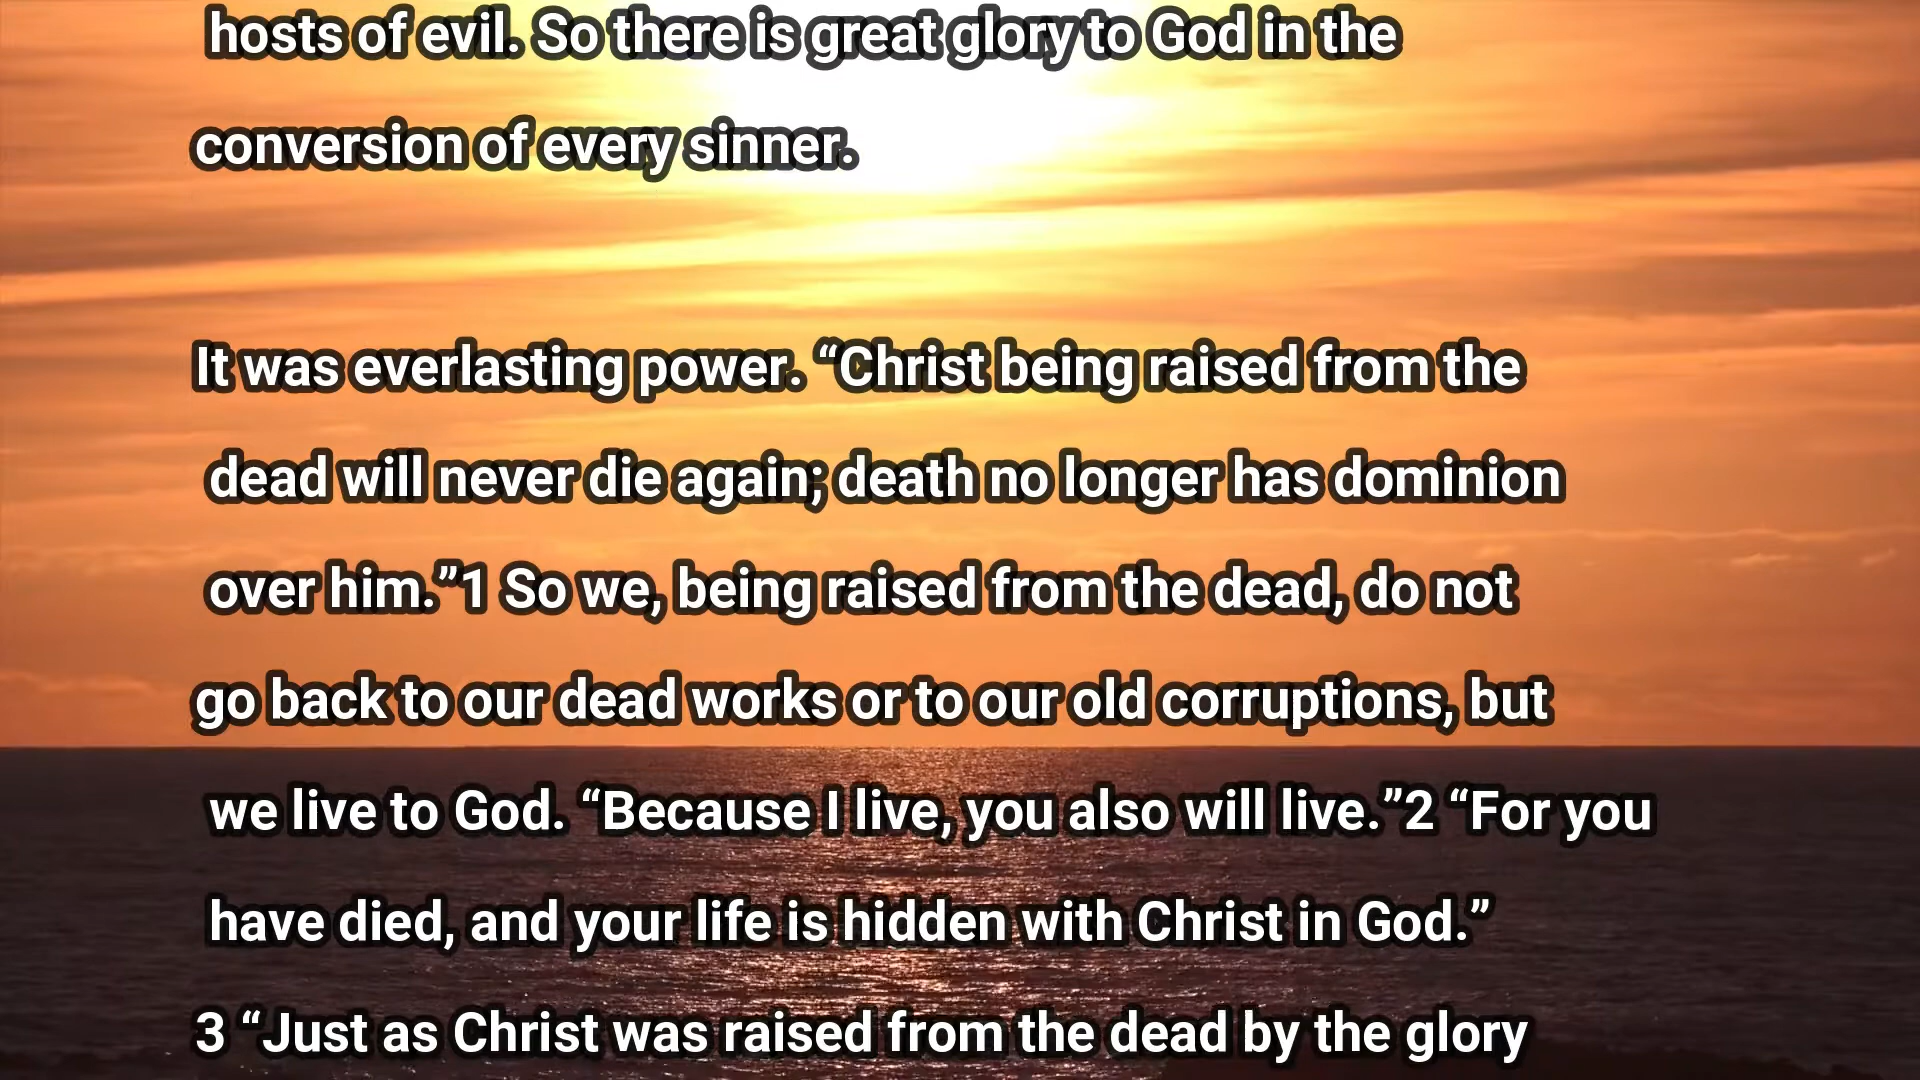 hosts of evil. So there is great glory to God in the
conversion of every sinner.
It was everlasting power. “Christ being raised from the
dead will never die again; death no longer has dominion
over him.”1 So we, being raised from the dead, do not
go back to our dead works or to our old corruptions, but
we live to God. “Because I live, you also will live.”2 “For you
have died, and your life is hidden with Christ in God.”
3 “Just as Christ was raised from the dead by the glory